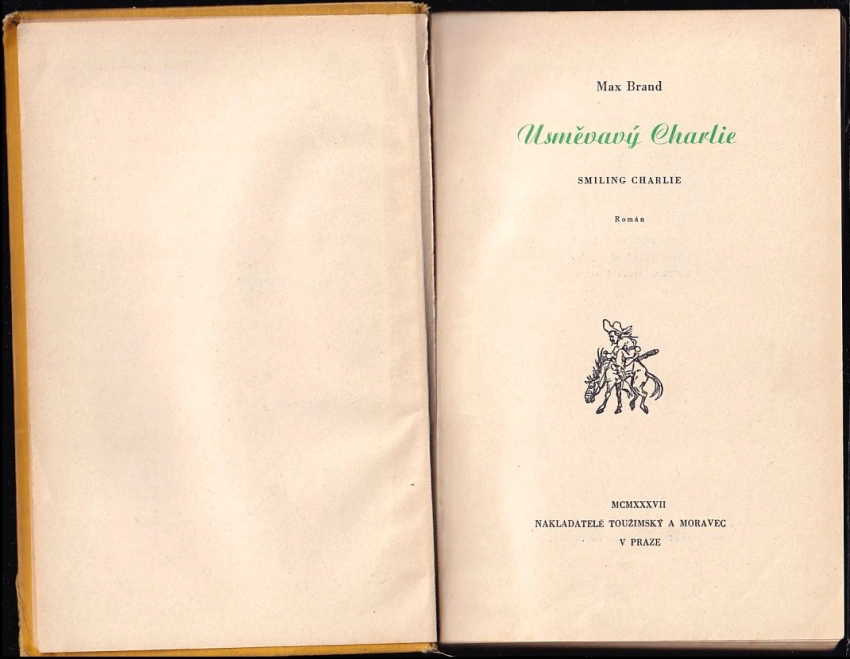 Max Brand
Usměvavý Charlie
SMILING CHARLIE
Román
MCMXXXVII
NAKLADATELÉ TOUŽIMSKÝ A MORAVEC
V PRAZE